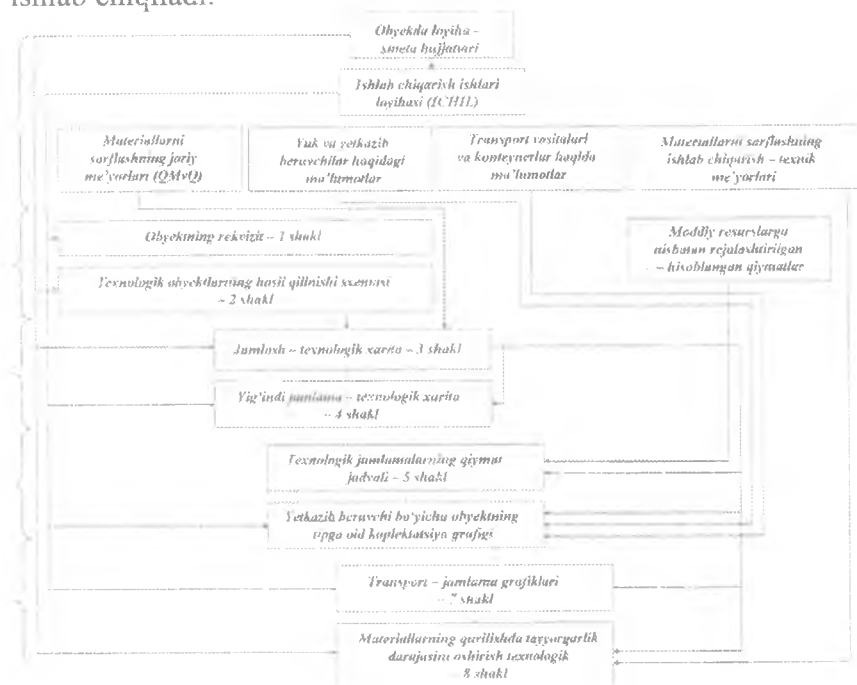 ishlab chiqiladi.
Obyekda loyiha –
smeta hujjatlari
Ishlab chiqarish ishlari
loyihasi (ICHIL)
Materiallarni
sarflashning joriy
me'yorlari (QMvQ)
Yuk va yetkazib
beruvchilar haqidagi
ma'lumotlar
Transport vositalari
va konteynerlar haqida
ma'lumotlar
Materiallarni sarflashning
ishlab chiqarish – texnik
me'yorlari
Obyektning rekvizit – 1 shakl
Moddiy resurslarga
nisbatan rejalashtirilgan
– hisoblangan qiymatlar
Texnologik obyektlarning hosil qilinishi sxemasi
– 2 shakl
Jamlash – texnologik xarita – 3 shakl
Yig'indi jamlama – texnologik xarita
– 4 shakl
Texnologik jamlamalarning qiymat
jadvali – 5 shakl
Yetkazib beruvchi bo'yicha obyektning
tipga oid koplektatsiya grafigi
Transport – jamlama grafiklari
– 7 shakl
Materiallarning qurilishda tayyorgarlik
darajasini oshirish texnologik
– 8 shakl